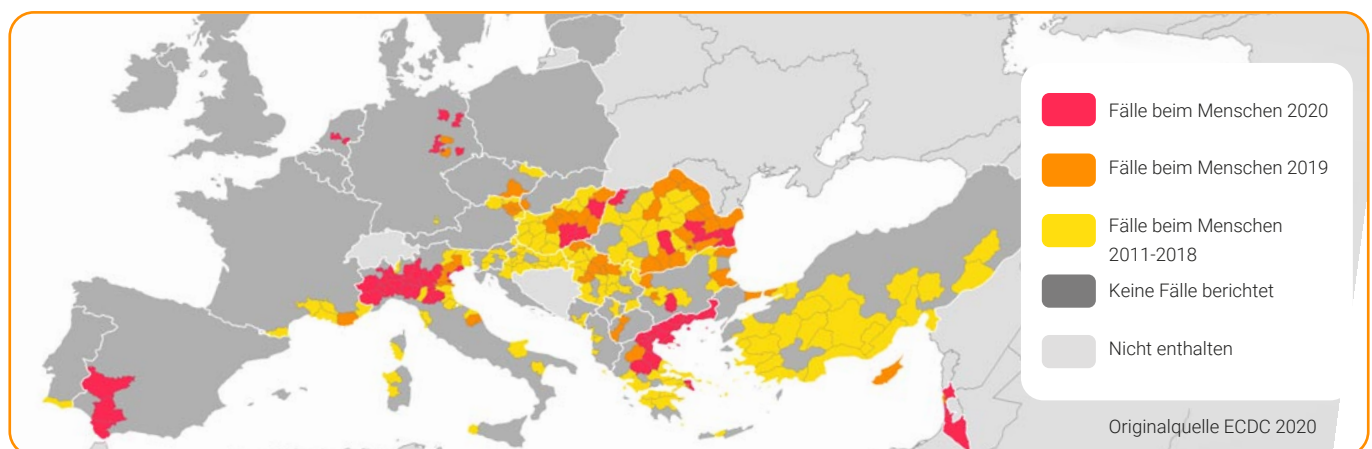 Fälle beim Menschen 2020
Fälle beim Menschen 2019
Fälle beim Menschen
2011-2018
Keine Fälle berichtet
Nicht enthalten
Originalquelle ECDC 2020